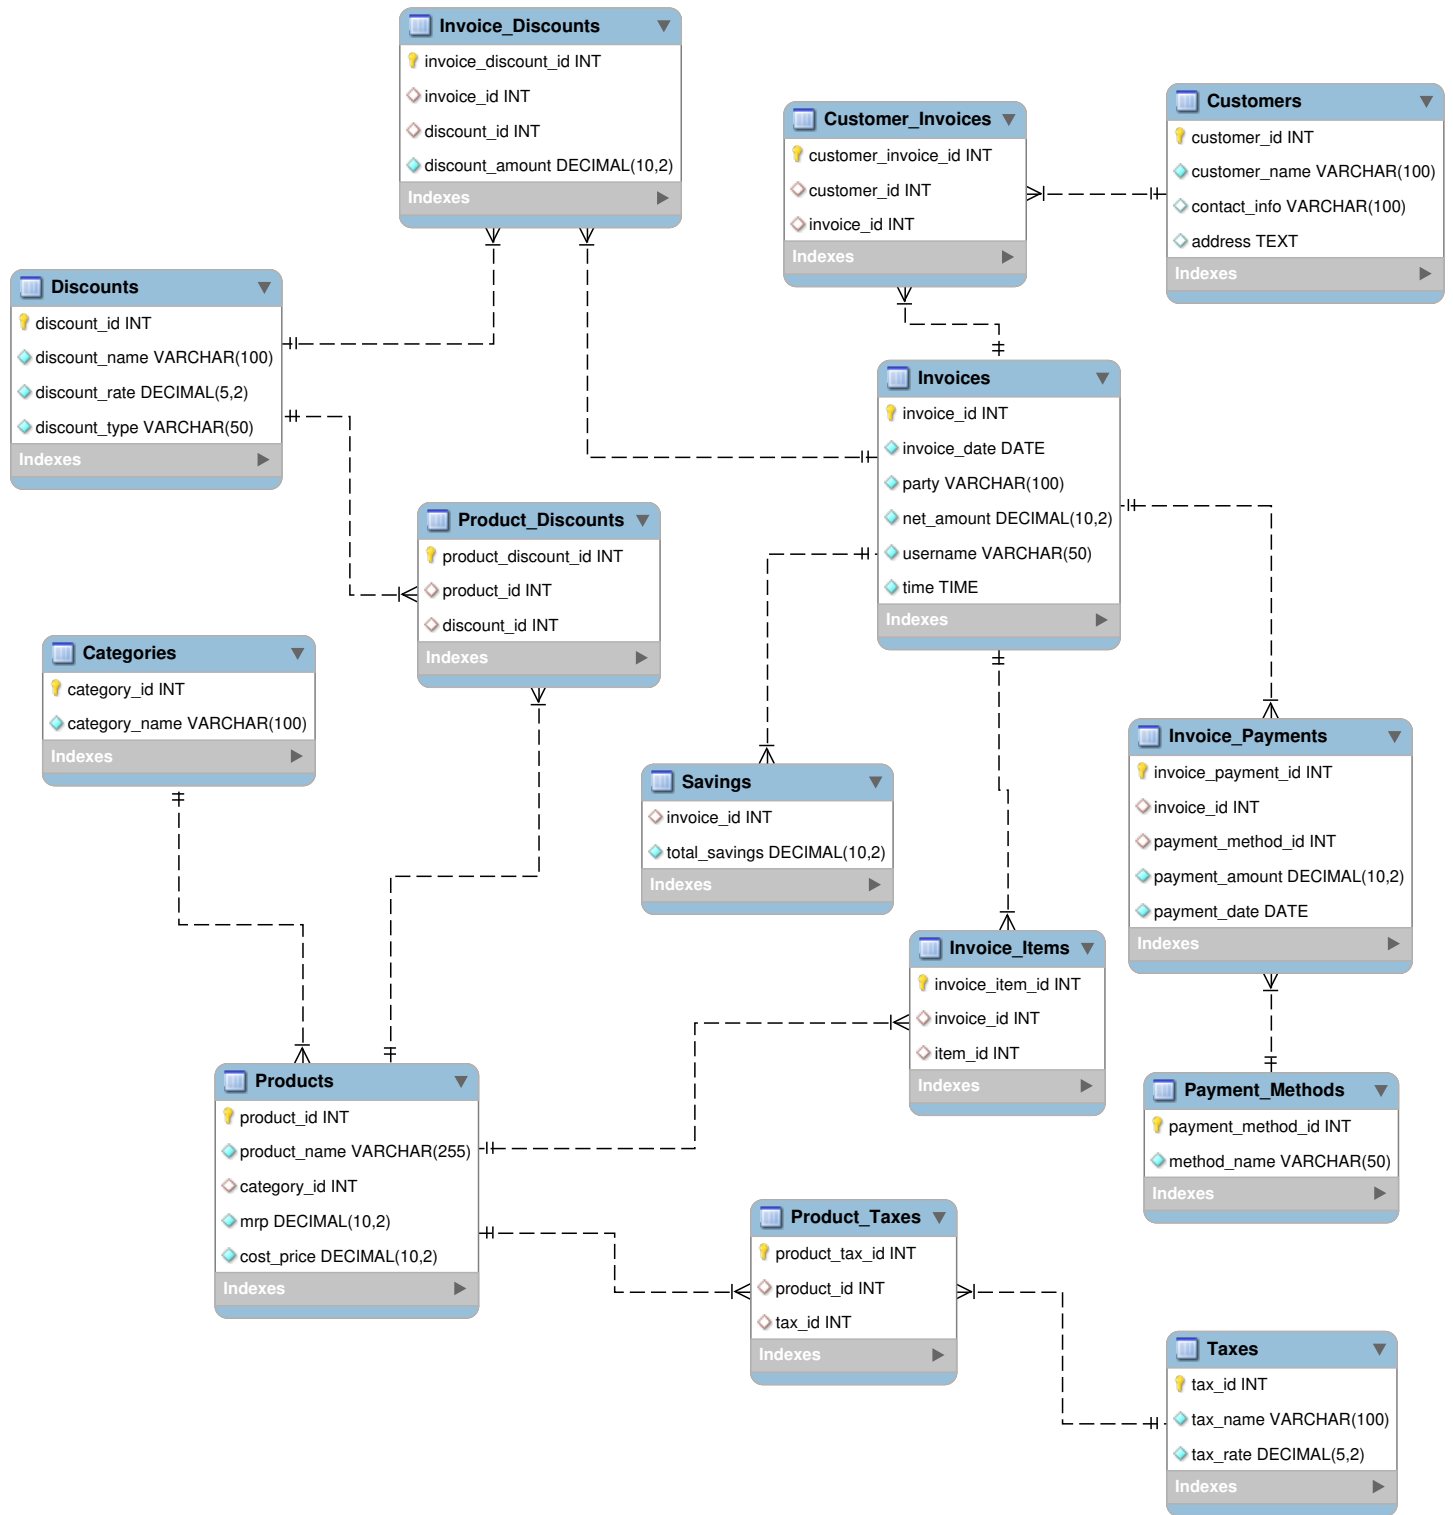 Invoice_Discounts
invoice_discount_id INT
invoice_id INT
discount_id INT
discount_amount DECIMAL(10,2)
Indexes
Customers
customer_id INT
customer_name VARCHAR(100)
contact_info VARCHAR(100)
address TEXT
Indexes
Customer_Invoices
customer_invoice_id INT
customer_id INT
invoice_id INT
Indexes
Discounts
discount_id INT
discount_name VARCHAR(100)
discount_rate DECIMAL(5,2)
discount_type VARCHAR(50)
Indexes
Invoices
invoice_id INT
invoice_date DATE
party VARCHAR(100)
net_amount DECIMAL(10,2)
username VARCHAR(50)
time TIME
Indexes
Product_Discounts
product_discount_id INT
product_id INT
discount_id INT
Indexes
Categories
category_id INT
category_name VARCHAR(100)
Indexes
Savings
invoice_id INT
total_savings DECIMAL(10,2)
Indexes
Invoice_Payments
invoice_payment_id INT
invoice_id INT
payment_method_id INT
payment_amount DECIMAL(10,2)
payment_date DATE
Indexes
Invoice_Items
invoice_item_id INT
invoice_id INT
item_id INT
Indexes
Products
product_id INT
product_name VARCHAR(255)
category_id INT
mrp DECIMAL(10,2)
cost_price DECIMAL(10,2)
Indexes
Payment_Methods
payment_method_id INT
method_name VARCHAR(50)
Indexes
Product_Taxes
product_tax_id INT
product_id INT
tax_id INT
Indexes
Taxes
tax_id INT
tax_name VARCHAR(100)
tax_rate DECIMAL(5,2)
Indexes